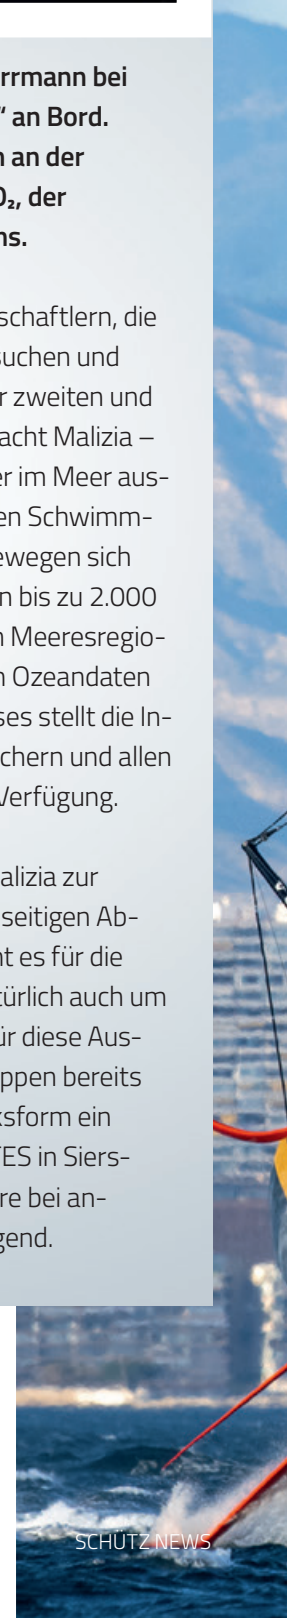 rrmann bei
“ an Bord.
n an der
O₂, der
ns.
schaftlern, die
suchen und
r zweiten und
acht Malizia –
er im Meer aus-
en Schwimm-
ewegen sich
n bis zu 2.000
n Meeresregio-
n Ozeandaten
ses stellt die In-
chern und allen
Verfügung.
alizia zur
seitigen Ab-
nt es für die
türlich auch um
ür diese Aus-
ppen bereits
ksform ein
TES in Siers-
re bei an-
gend.
SCHÜTZ NEWS